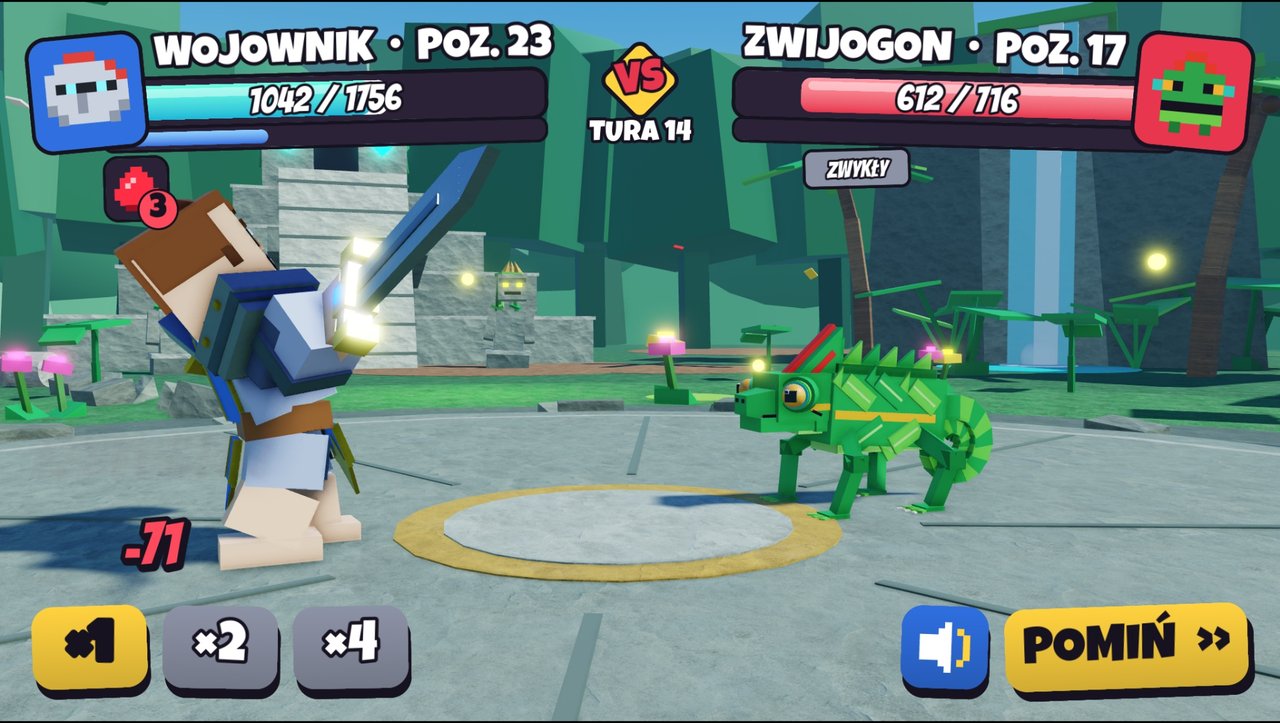 WOJOWNIK • POZ. 23
1042 / 1756
VS
TURA 14
ZWIJOGON • POZ. 17
612 / 716
ZWYKŁY
3
-71
×1
×2
×4
POMIŃ >>